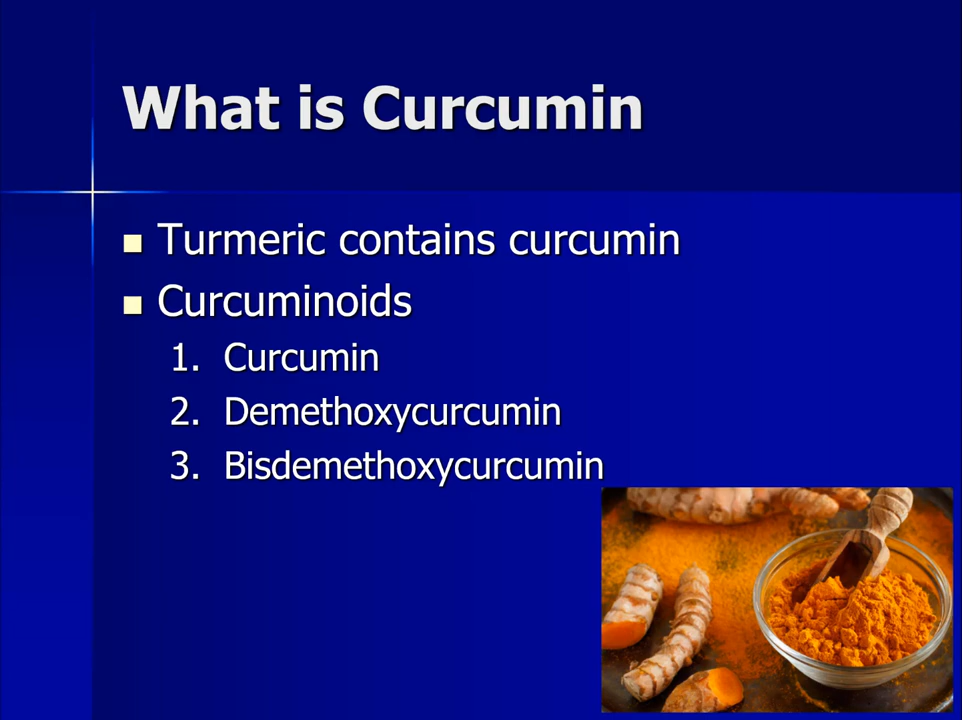 What is Curcumin
Turmeric contains curcumin
Curcuminoids
1. Curcumin
2. Demethoxycurcumin
3. Bisdemethoxycurcumin